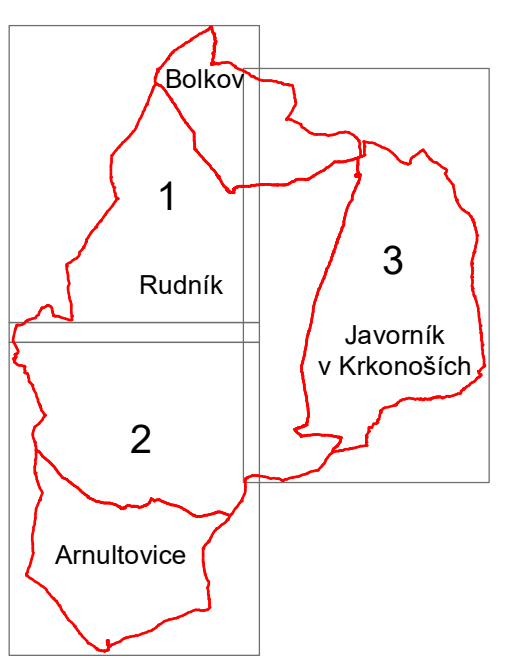 Bolkov
1
3
Rudník
Javorník
v Krkonoších
2
Arnultovice